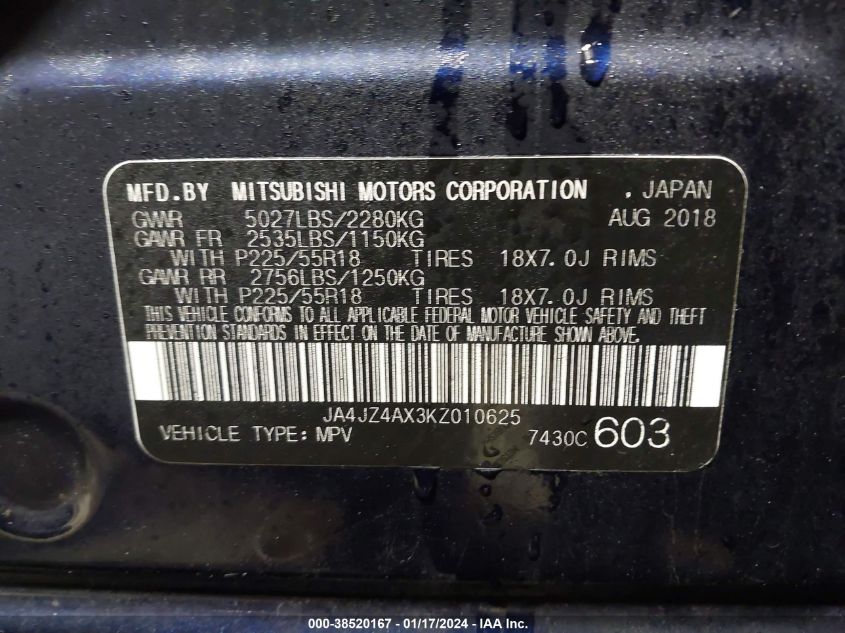 MFD.BY MITSUBISHI MOTORS CORPORATION . JAPAN
GVWR 5027LBS/2280KG AUG 2018
GAWR FR 2535LBS/1150KG
WITH P225/55R18 TIRES 18X7.0J RIMS
GAWR RR 2756LBS/1250KG
WITH P225/55R18 TIRES 18X7.0J RIMS
THIS VEHICLE CONFORMS TO ALL APPLICABLE FEDERAL MOTOR VEHICLE SAFETY AND THEFT
PREVENTION STANDARDS IN EFFECT ON THE DATE OF MANUFACTURE SHOWN ABOVE.
JA4JZ4AX3KZ010625
VEHICLE TYPE: MPV 7430C 603
000-38520167 - 01/17/2024 - IAA Inc.